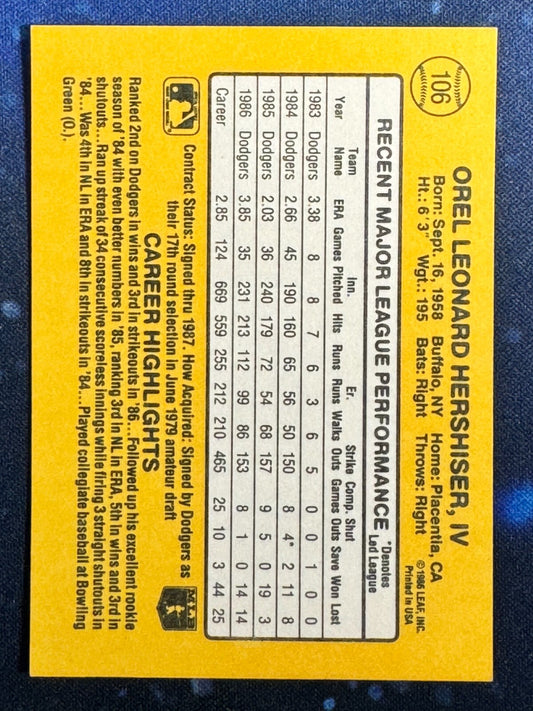 106
OREL LEONARD HERSHISER, IV
Born: Sept. 16, 1958 Buffalo, NY Home: Placentia, CA
Ht.: 6'3" Wgt.: 195 Bats: Right Throws: Right
©1986 LEAF, INC.
Printed in USA
RECENT MAJOR LEAGUE PERFORMANCE *Denotes Led League
Year Team Name ERA Games Inn. Pitched Hits Runs Er. Runs Walks Strike Outs Comp. Games Shut Outs Save Won Lost
1983 Dodgers 3.38 8 8 7 6 3 6 5 0 0 1 0 0
1984 Dodgers 2.66 45 190 160 65 56 50 150 8 4* 2 11 8
1985 Dodgers 2.03 36 240 179 72 54 68 157 9 5 0 19 3
1986 Dodgers 3.85 35 231 213 112 99 86 153 8 1 0 14 14
Career 2.85 124 669 559 255 212 210 465 25 10 3 44 25
Contract Status: Signed thru 1987. How Acquired: Signed by Dodgers as
their 17th round selection in June 1979 amateur draft
MLB
CAREER HIGHLIGHTS
Ranked 2nd on Dodgers in wins and 3rd in strikeouts in '86...Followed up his excellent rookie
season of '84 with even better numbers in '85, ranking 3rd in NL in ERA, 5th in wins and 3rd in
shutouts...Ran up streak of 34 consecutive scoreless innings while firing 3 straight shutouts in
'84...Was 4th in NL in ERA and 8th in strikeouts in '84...Played collegiate baseball at Bowling
Green (O.).